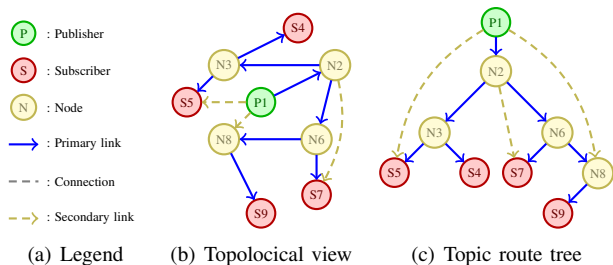 P : Publisher
S : Subscriber
N : Node
: Primary link
: Connection
: Secondary link
(a) Legend
S4
N3
N2
S5
P1
N8
N6
S7
S9
(b) Topolocical view
P1
N2
N3
N6
S5
S4
S7
N8
S9
(c) Topic route tree